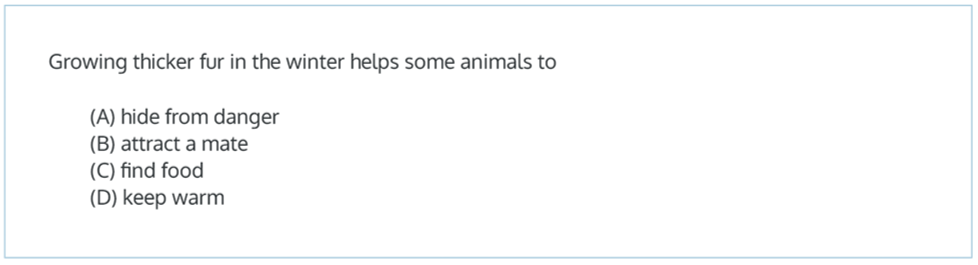 Growing thicker fur in the winter helps some animals to
(A) hide from danger
(B) attract a mate
(C) find food
(D) keep warm